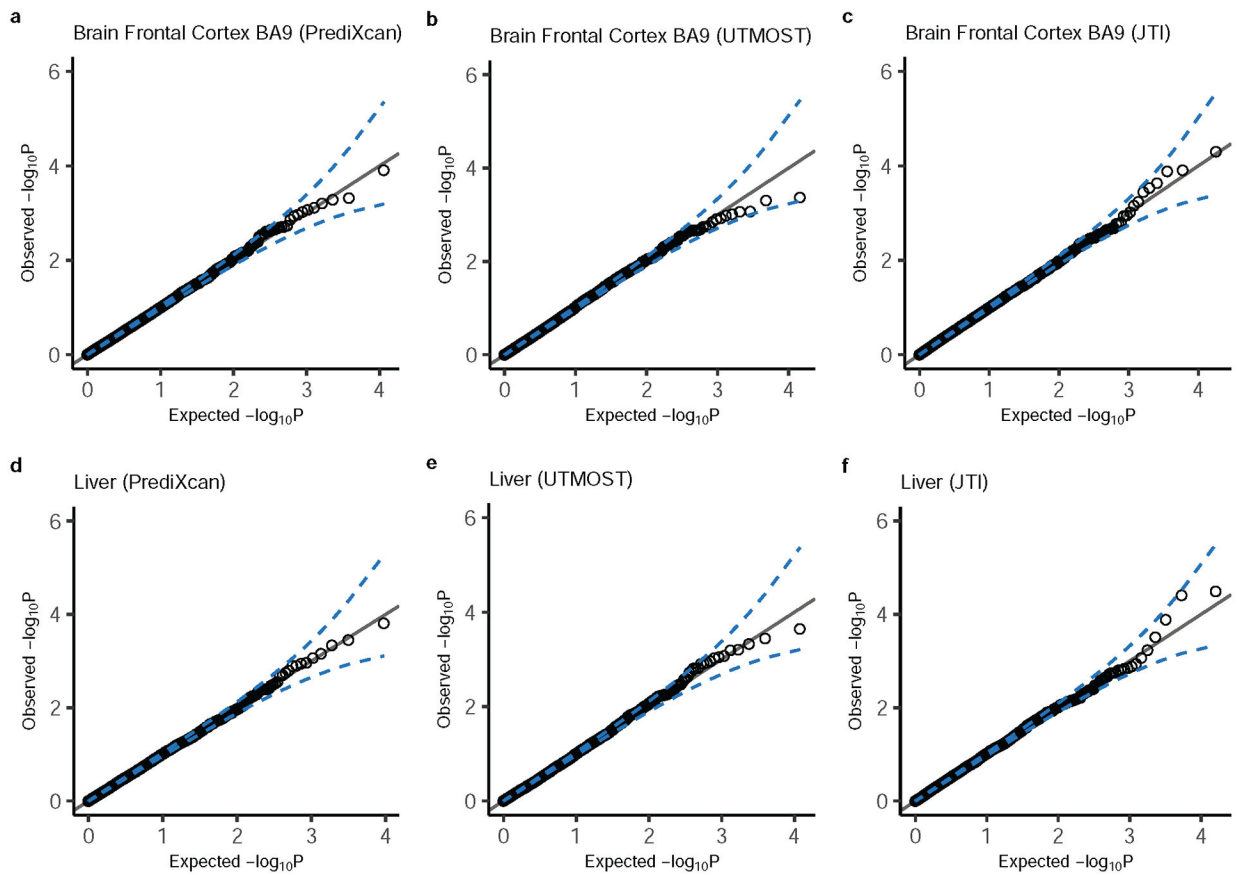 a
Brain Frontal Cortex BA9 (PrediXcan)
6
4
2
0
Observed −log₁₀P
0 1 2 3 4
Expected −log₁₀P
b
Brain Frontal Cortex BA9 (UTMOST)
6
4
2
0
Observed −log₁₀P
0 1 2 3 4
Expected −log₁₀P
c
Brain Frontal Cortex BA9 (JTI)
6
4
2
0
Observed −log₁₀P
0 1 2 3 4
Expected −log₁₀P
d
Liver (PrediXcan)
6
4
2
0
Observed −log₁₀P
0 1 2 3 4
Expected −log₁₀P
e
Liver (UTMOST)
6
4
2
0
Observed −log₁₀P
0 1 2 3 4
Expected −log₁₀P
f
Liver (JTI)
6
4
2
0
Observed −log₁₀P
0 1 2 3 4
Expected −log₁₀P